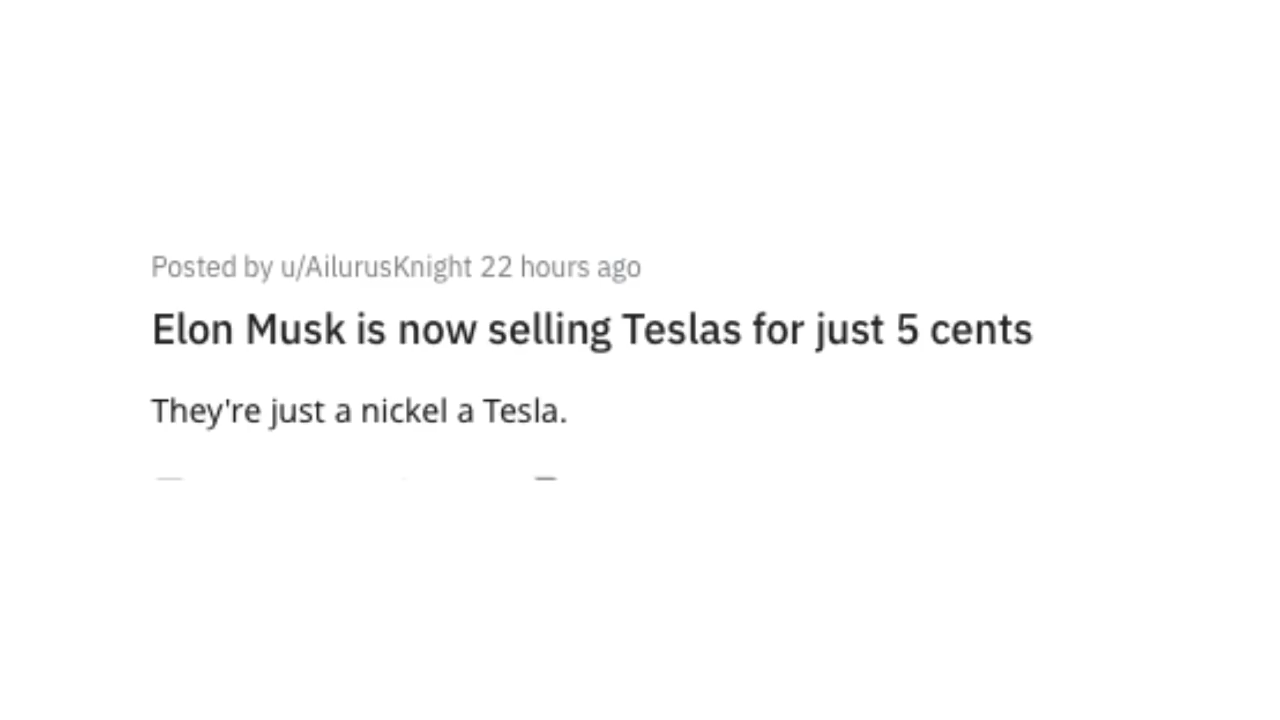 Posted by u/AilurusKnight 22 hours ago
Elon Musk is now selling Teslas for just 5 cents
They're just a nickel a Tesla.